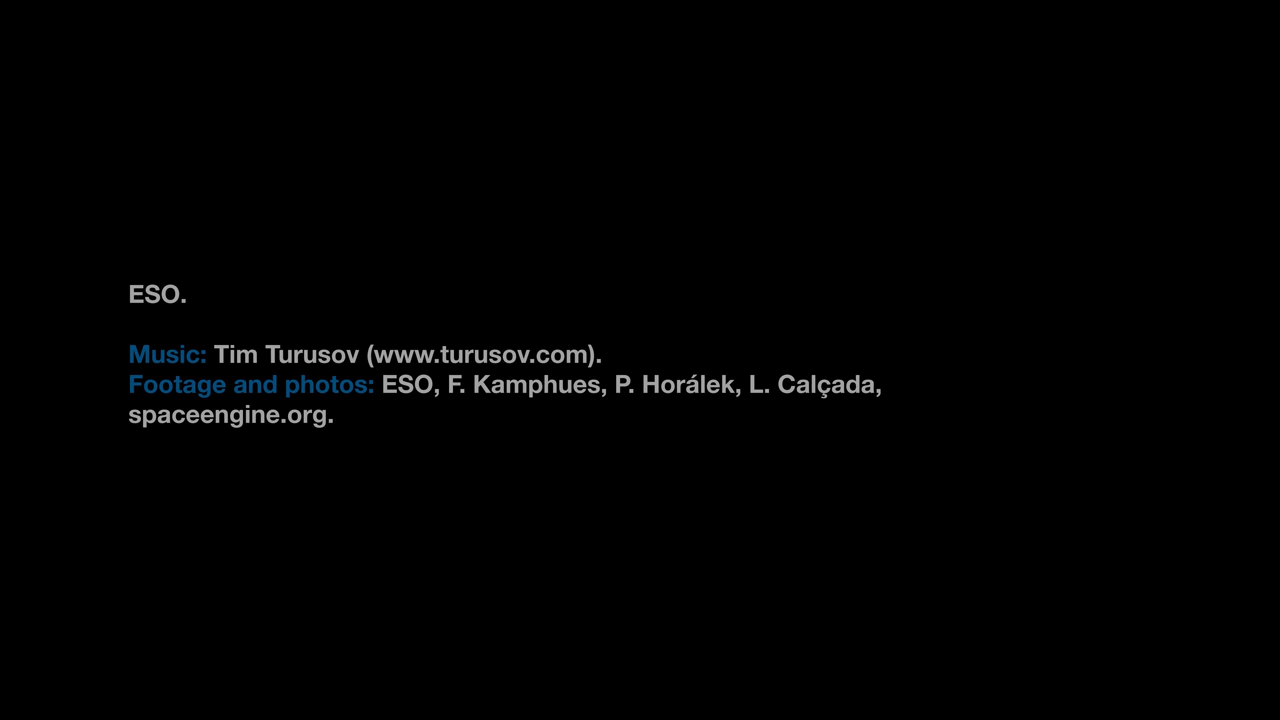 ESO.
Music: Tim Turusov (www.turusov.com).
Footage and photos: ESO, F. Kamphues, P. Horálek, L. Calçada,
spaceengine.org.